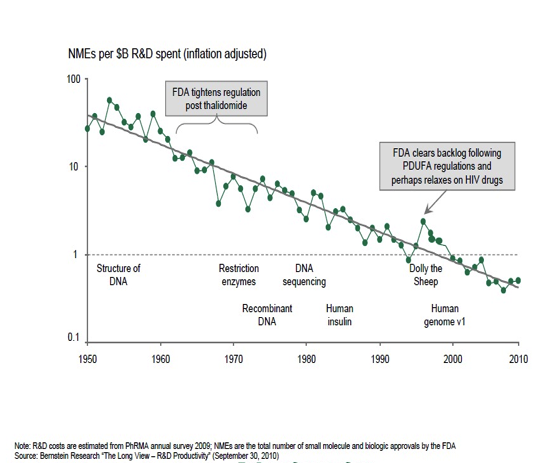 NMEs per $B R&D spent (inflation adjusted)
100
FDA tightens regulation
post thalidomide
10
FDA clears backlog following
PDUFA regulations and
perhaps relaxes on HIV drugs
1
Structure of
DNA
Restriction
enzymes
DNA
sequencing
Dolly the
Sheep
Recombinant
DNA
Human
insulin
Human
genome v1
0.1
1950 1960 1970 1980 1990 2000 2010
Note: R&D costs are estimated from PhRMA annual survey 2009; NMEs are the total number of small molecule and biologic approvals by the FDA
Source: Bernstein Research "The Long View – R&D Productivity" (September 30, 2010)